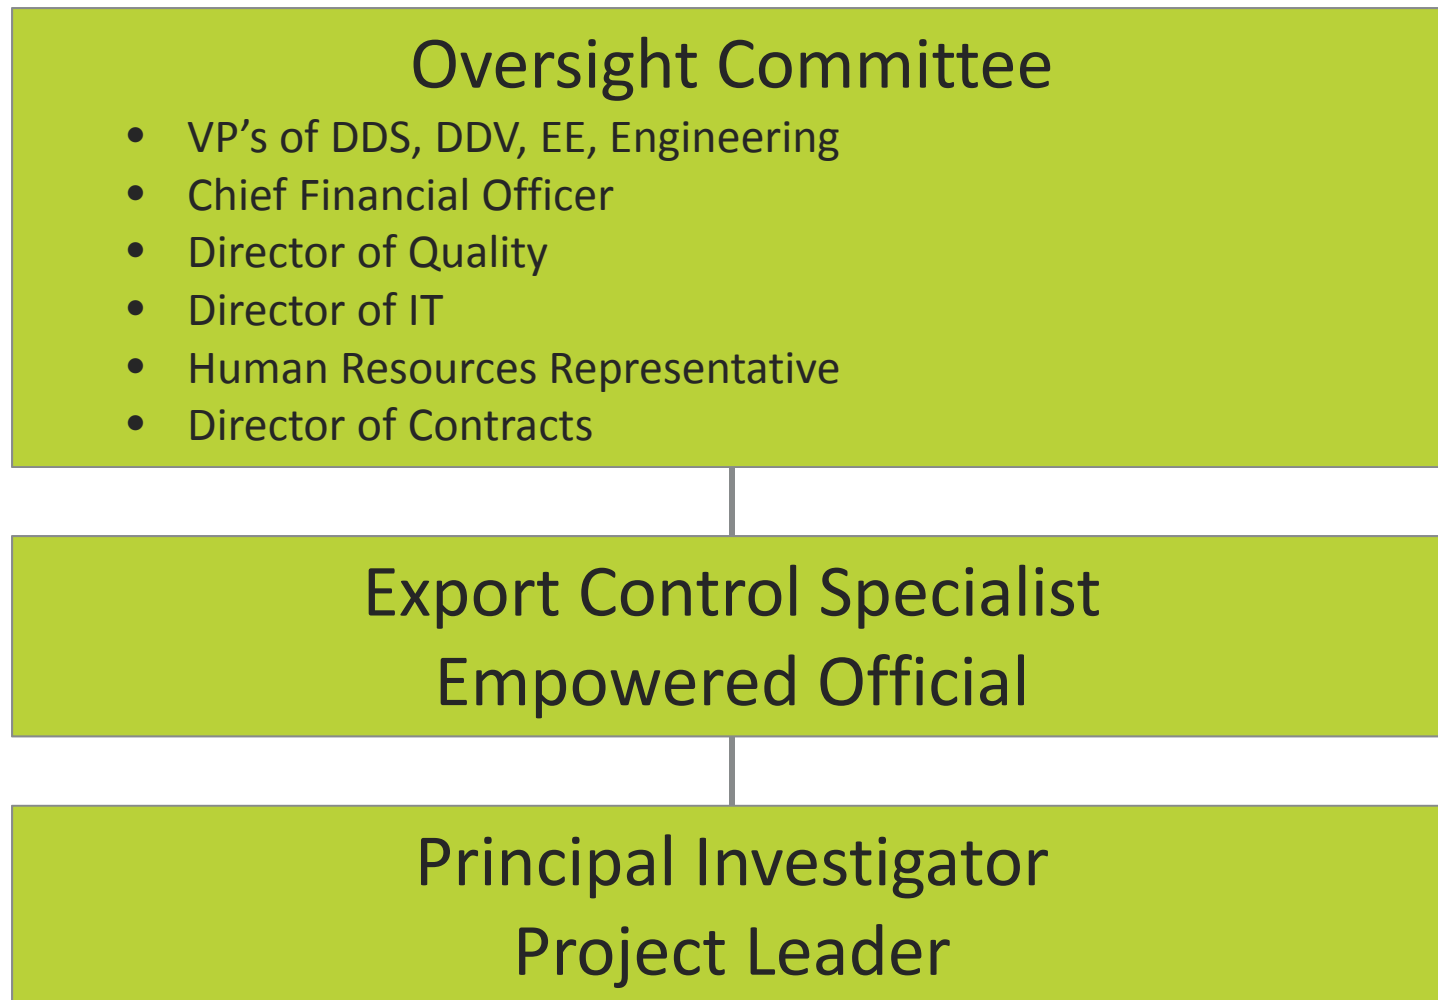 Oversight Committee
• VP’s of DDS, DDV, EE, Engineering
• Chief Financial Officer
• Director of Quality
• Director of IT
• Human Resources Representative
• Director of Contracts
Export Control Specialist
Empowered Official
Principal Investigator
Project Leader